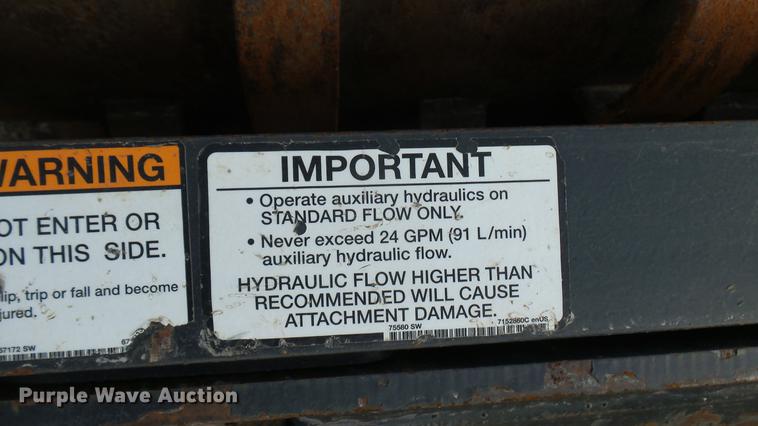 WARNING
OT ENTER OR
ON THIS SIDE.
lip, trip or fall and become
jured.
67172 SW
IMPORTANT
• Operate auxiliary hydraulics on
STANDARD FLOW ONLY.
• Never exceed 24 GPM (91 L/min)
auxiliary hydraulic flow.
HYDRAULIC FLOW HIGHER THAN
RECOMMENDED WILL CAUSE
ATTACHMENT DAMAGE.
75580 SW 7152860C enUS
Purple Wave Auction